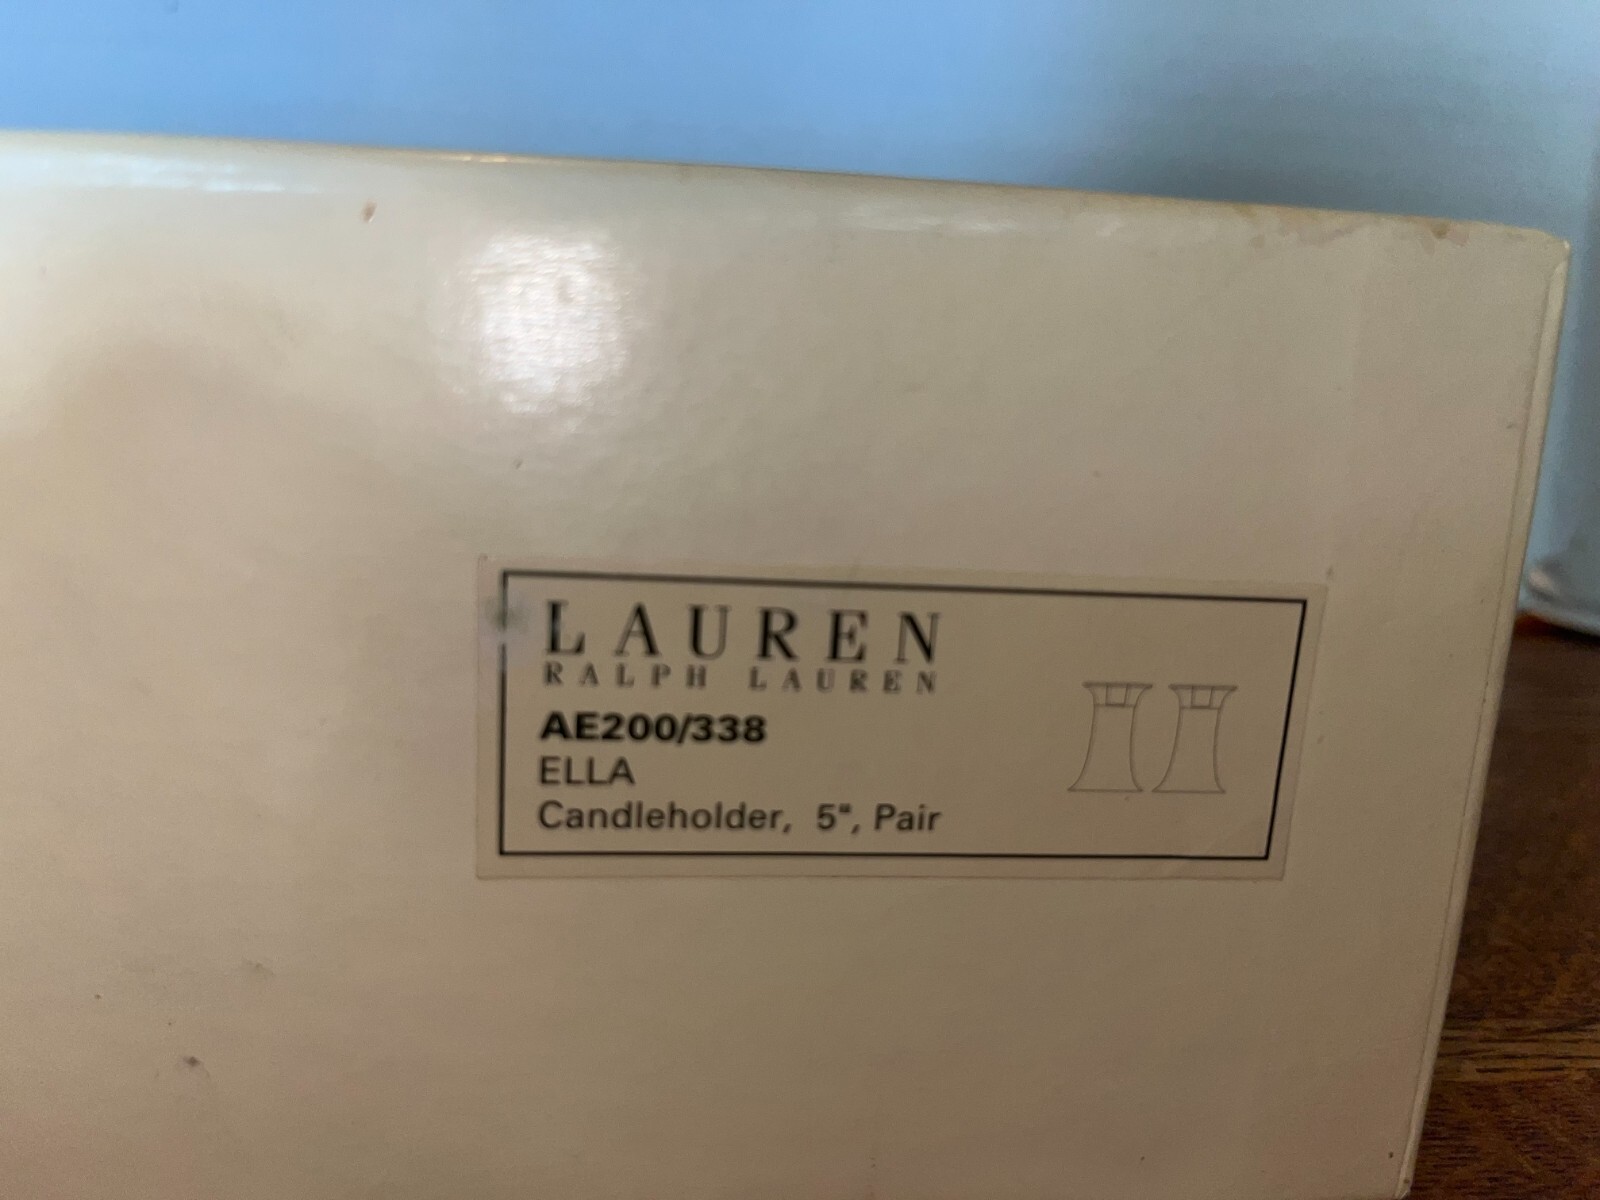 LAUREN
RALPH LAUREN
AE200/338
ELLA
Candleholder, 5", Pair